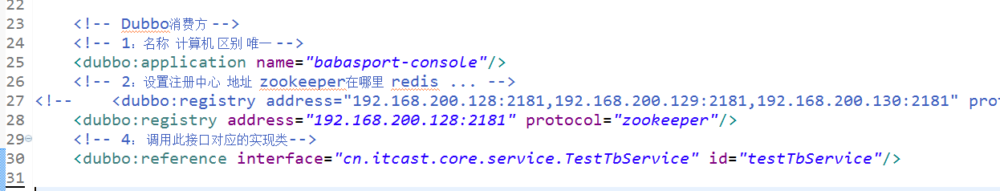 22
23 <!-- Dubbo消费方 -->
24 <!-- 1：名称 计算机 区别 唯一 -->
25 <dubbo:application name="babasport-console"/>
26 <!-- 2：设置注册中心 地址 zookeeper在哪里 redis ... -->
27 <!-- <dubbo:registry address="192.168.200.128:2181,192.168.200.129:2181,192.168.200.130:2181" prot
28 <dubbo:registry address="192.168.200.128:2181" protocol="zookeeper"/>
29 <!-- 4：调用此接口对应的实现类-->
30 <dubbo:reference interface="cn.itcast.core.service.TestTbService" id="testTbService"/>
31